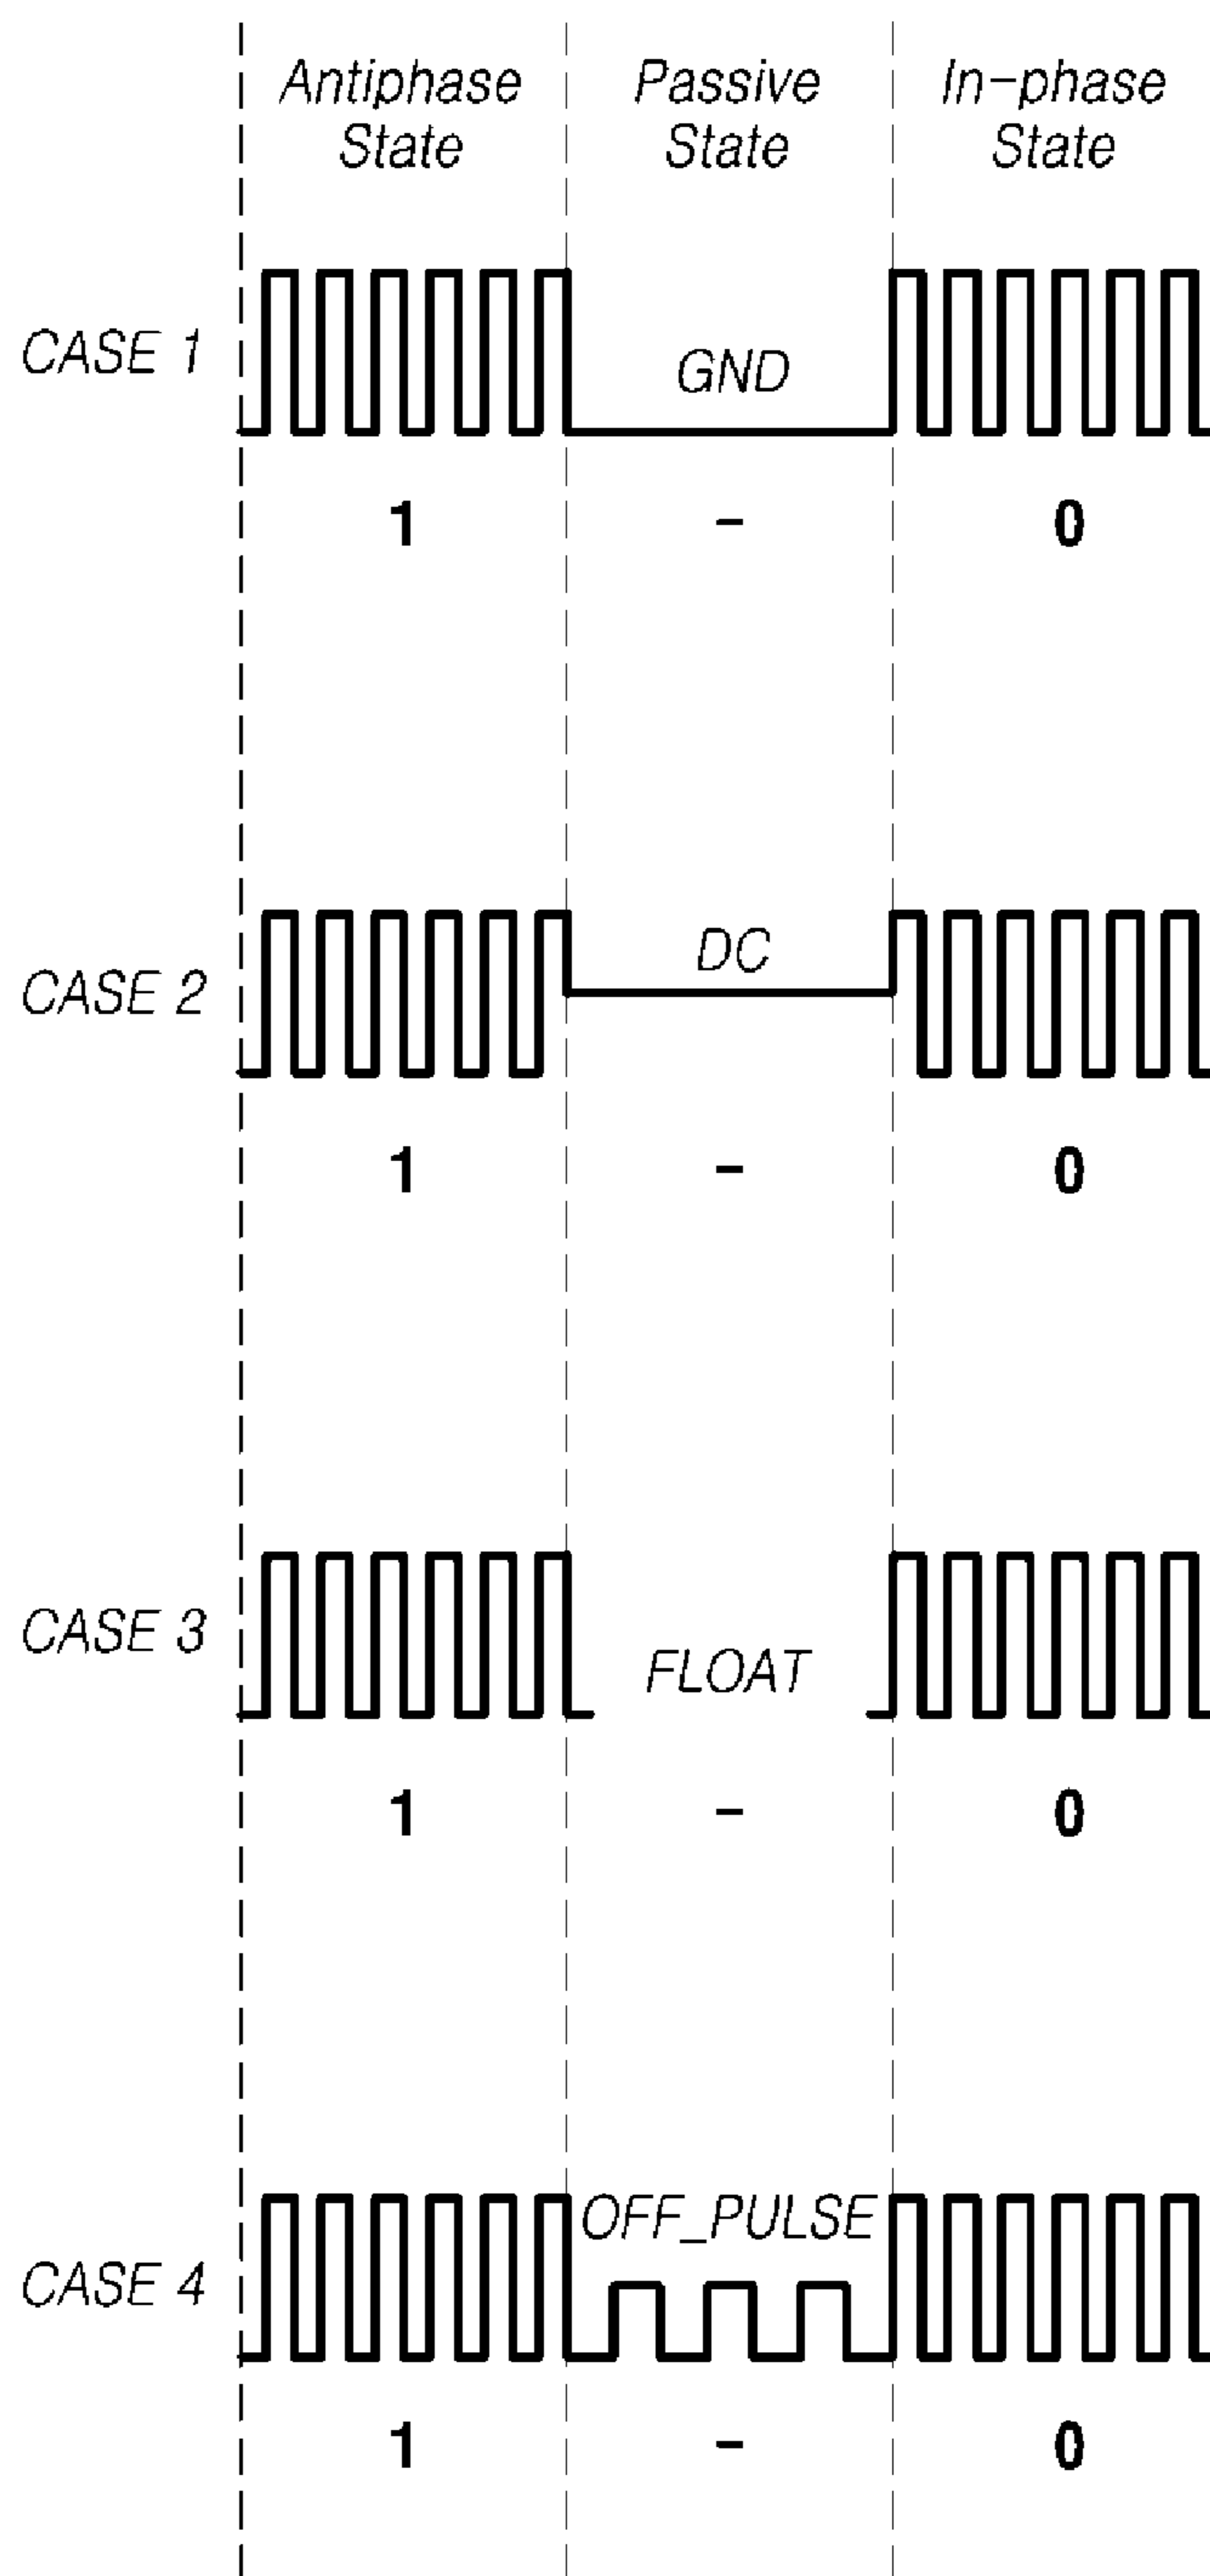 Antiphase
State
Passive
State
In-phase
State
CASE 1
GND
1
-
0
CASE 2
DC
1
-
0
CASE 3
FLOAT
1
-
0
CASE 4
OFF_PULSE
1
-
0